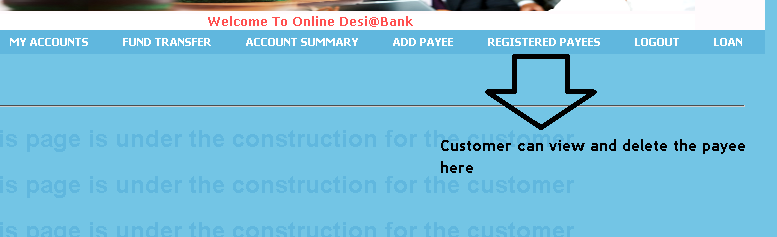 Welcome To Online Desi@Bank
MY ACCOUNTS FUND TRANSFER ACCOUNT SUMMARY ADD PAYEE REGISTERED PAYEES LOGOUT LOAN
is page is under the construction for the customer
Customer can view and delete the payee
here
is page is under the construction for the customer
is page is under the construction for the customer